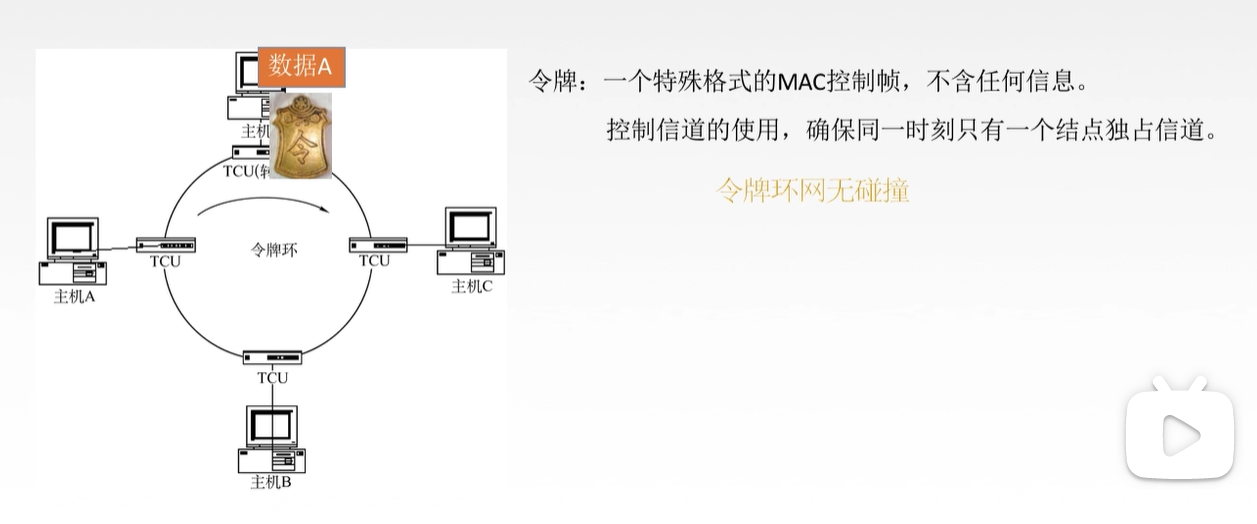 数据A
令
主机
TCU(转
令牌环
TCU
主机A
TCU
主机C
TCU
主机B
令牌：一个特殊格式的MAC控制帧，不含任何信息。
控制信道的使用，确保同一时刻只有一个结点独占信道。
令牌环网无碰撞